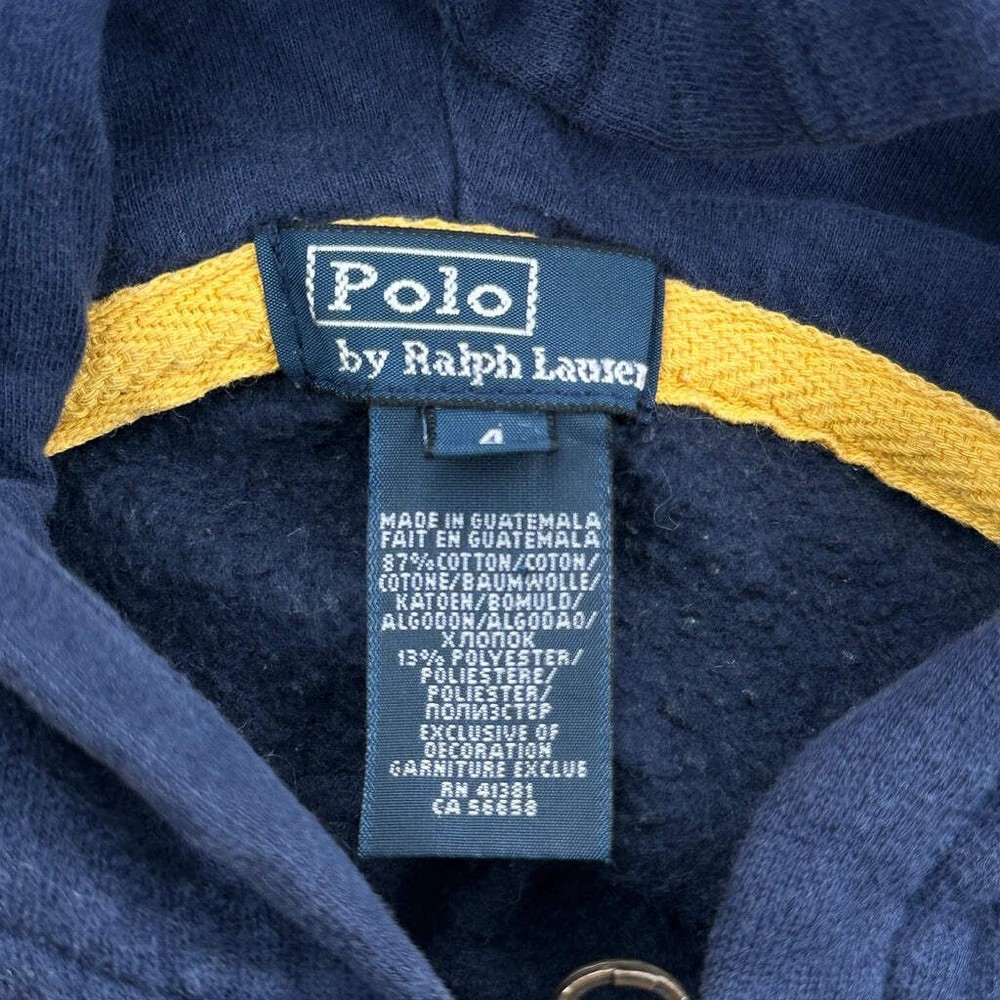 Polo
by Ralph Lauren
4
MADE IN GUATEMALA
FAIT EN GUATEMALA
87% COTTON/COTON/
COTONE/BAUMWOLLE/
KATOEN/BOMULD/
ALGODON/ALGODAO/
ХЛОПОК
13% POLYESTER/
POLIESTERE/
POLIESTER/
ПОЛИЭСТЕР
EXCLUSIVE OF
DECORATION
GARNITURE EXCLUE
RN 41381
CA 56658